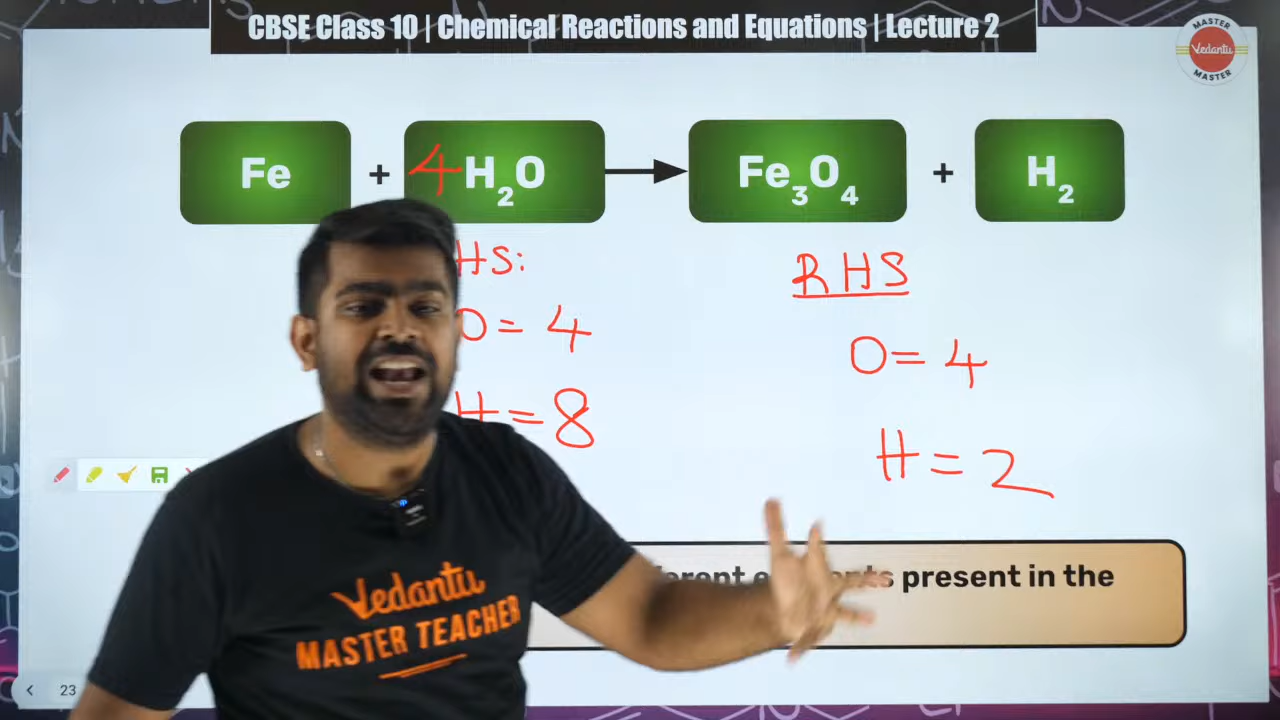 CBSE Class 10 | Chemical Reactions and Equations | Lecture 2
MASTER
Vedantu
MASTER
Fe + 4H₂O → Fe₃O₄ + H₂
HS:
RHS
O = 4
O = 4
H = 8
H = 2
present in the
Vedantu
MASTER TEACHER
23